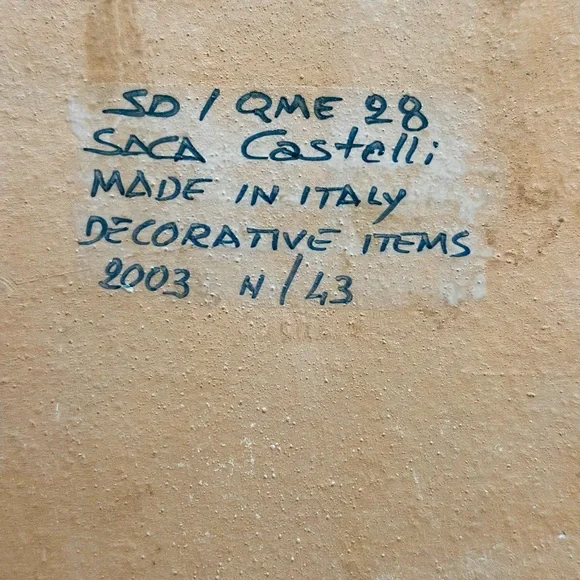 SD / QME 28
SACA Castelli
MADE IN ITALY
DECORATIVE ITEMS
2003 N/43